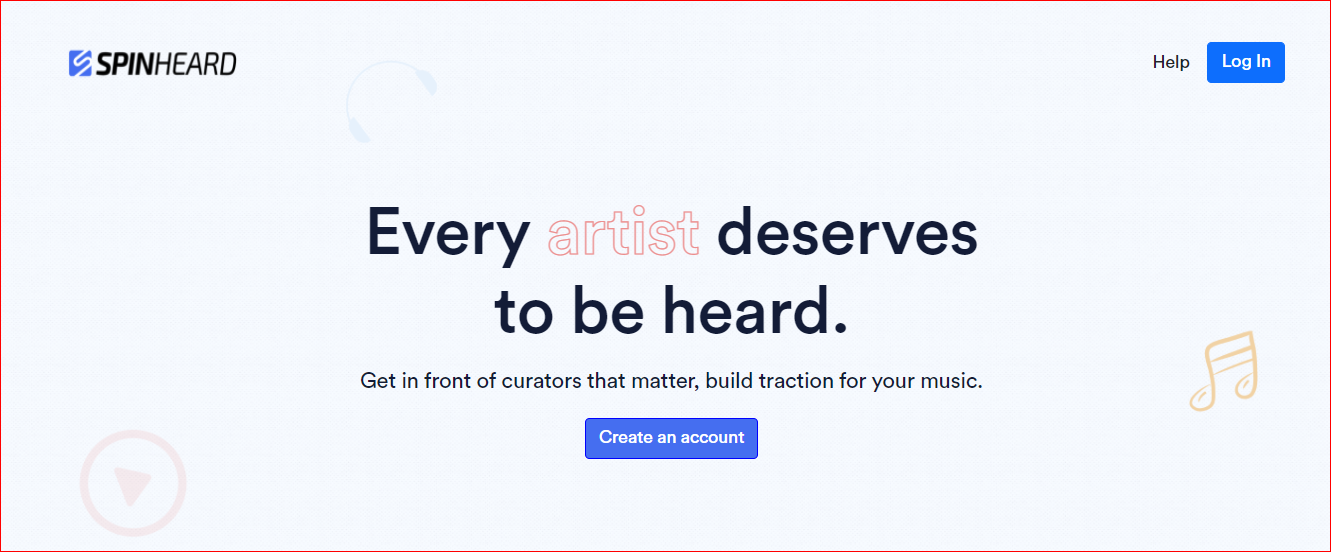 SPINHEARD
Help
Log In
Every artist deserves
to be heard.
Get in front of curators that matter, build traction for your music.
Create an account